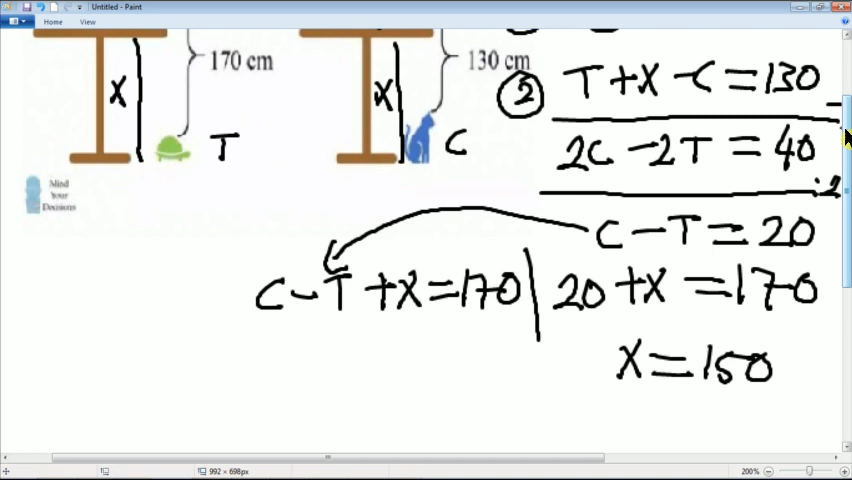 Untitled - Paint
Home View
170 cm 130 cm
X X
T C
② T+X-C=130
2C-2T=40
:2
C-T=20
C-T+X=170 | 20+X=170
X=150
Mind
Your
Decisions
992 × 698px 200%